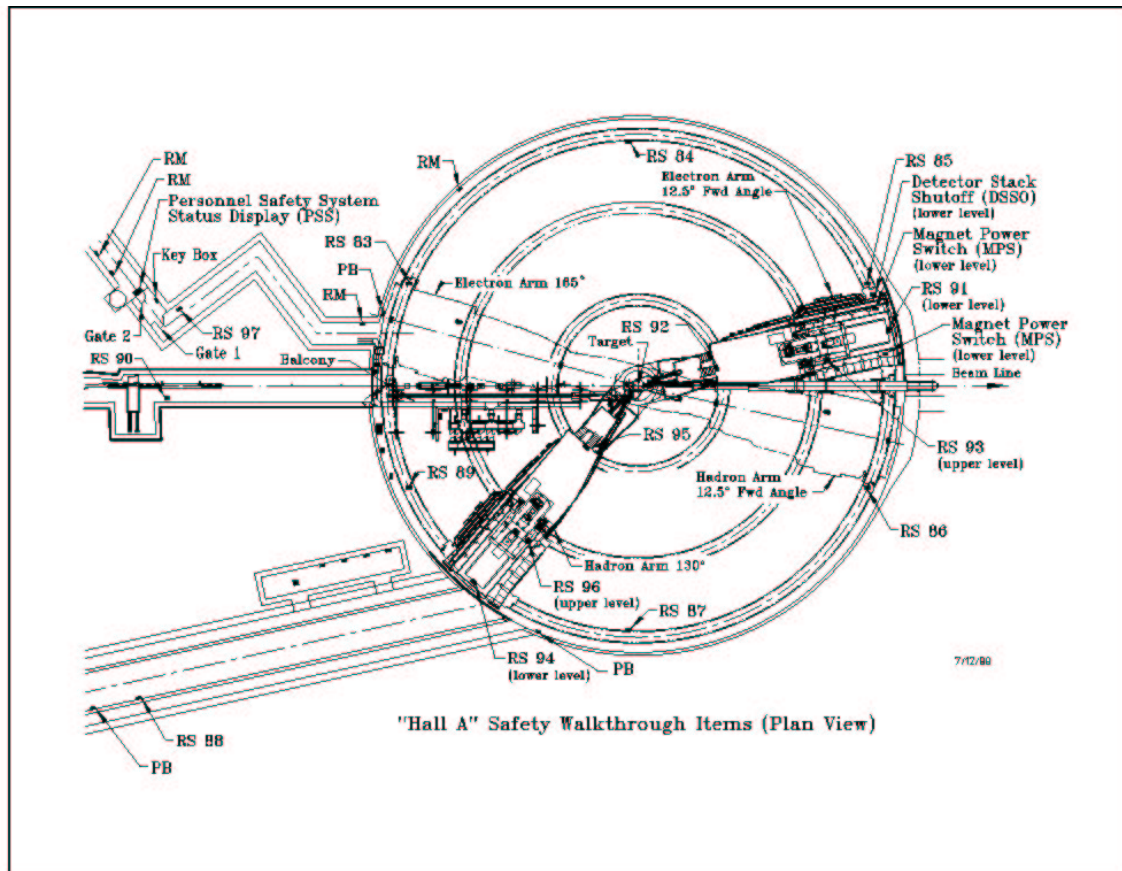 RM
RM
Personnel Safety System
Status Display (PSS)
Key Box
Gate 2
RS 97
Gate 1
RS 90
RM
RS 83
PB
RM
Balcony
Electron Arm 165°
RS 84
Electron Arm
12.5° Fwd Angle
RS 85
Detector Stack
Shutoff (DSSO)
(lower level)
Magnet Power
Switch (MPS)
(lower level)
RS 91
(lower level)
Magnet Power
Switch (MPS)
(lower level)
Beam Line
RS 92
Target
RS 95
RS 93
(upper level)
Hadron Arm
12.5° Fwd Angle
RS 89
RS 86
Hadron Arm 130°
RS 96
(upper level)
RS 87
RS 94
(lower level)
PB
RS 88
PB
"Hall A" Safety Walkthrough Items (Plan View)